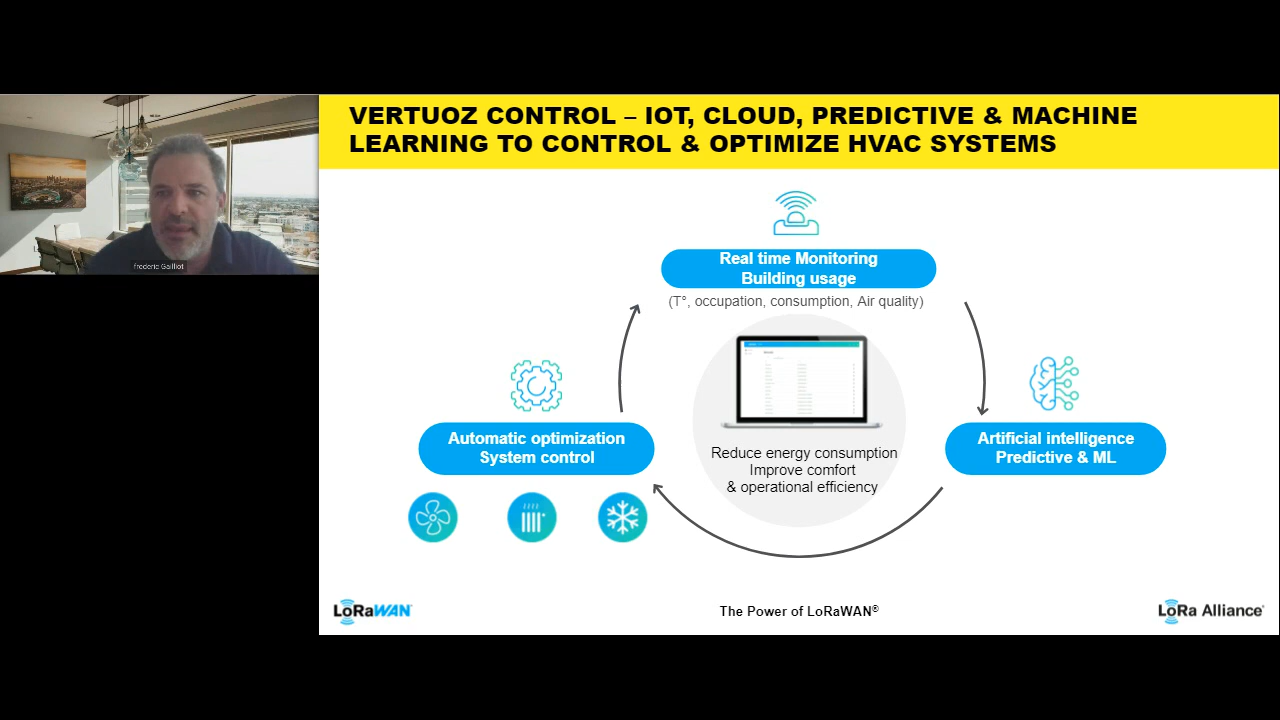 VERTUOZ CONTROL – IOT, CLOUD, PREDICTIVE & MACHINE
LEARNING TO CONTROL & OPTIMIZE HVAC SYSTEMS
frederic Gailliot
Real time Monitoring
Building usage
(T°, occupation, consumption, Air quality)
Automatic optimization
System control
Artificial intelligence
Predictive & ML
Reduce energy consumption
Improve comfort
& operational efficiency
LoRaWAN
The Power of LoRaWAN®
LoRa Alliance